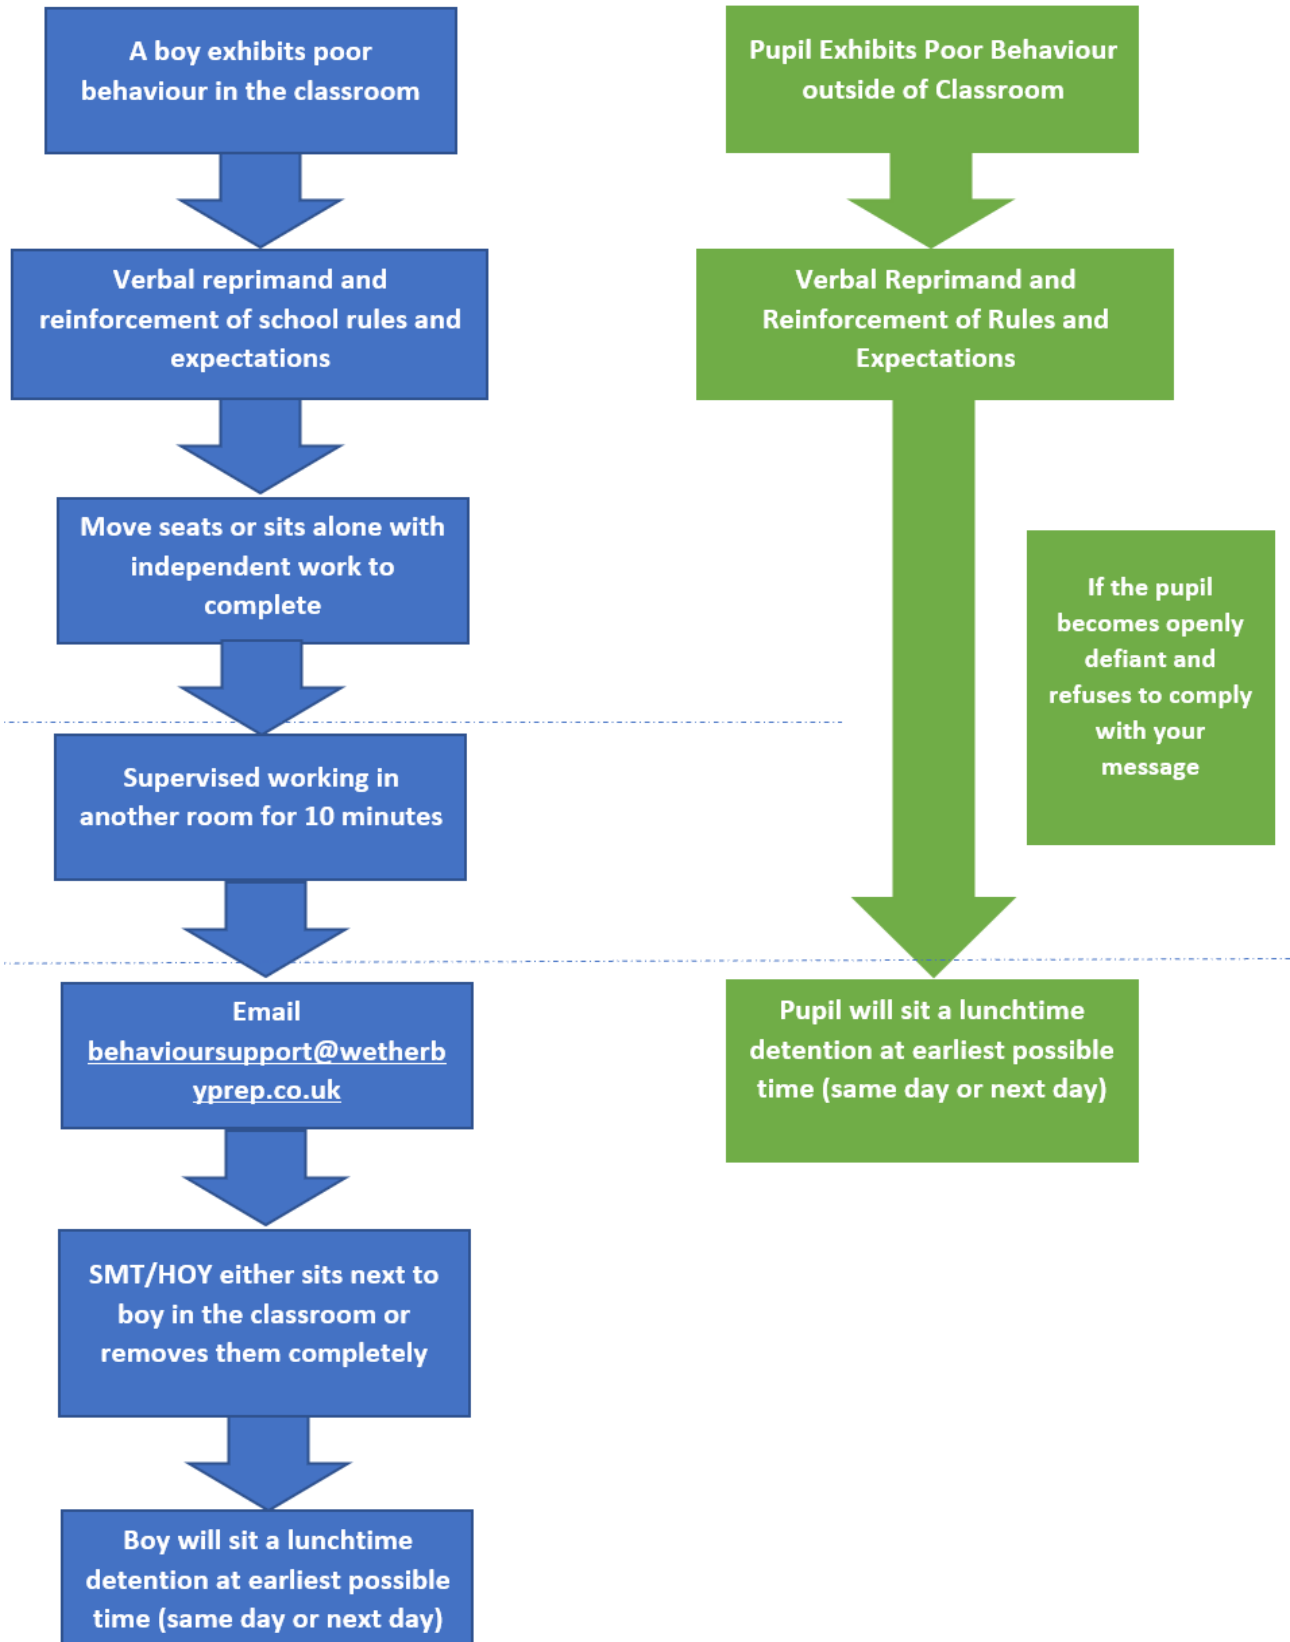 A boy exhibits poor
behaviour in the classroom
Verbal reprimand and
reinforcement of school rules and
expectations
Move seats or sits alone with
independent work to
complete
Supervised working in
another room for 10 minutes
Email
behavioursupport@wetherb
yprep.co.uk
SMT/HOY either sits next to
boy in the classroom or
removes them completely
Boy will sit a lunchtime
detention at earliest possible
time (same day or next day)
Pupil Exhibits Poor Behaviour
outside of Classroom
Verbal Reprimand and
Reinforcement of Rules and
Expectations
If the pupil
becomes openly
defiant and
refuses to comply
with your
message
Pupil will sit a lunchtime
detention at earliest possible
time (same day or next day)